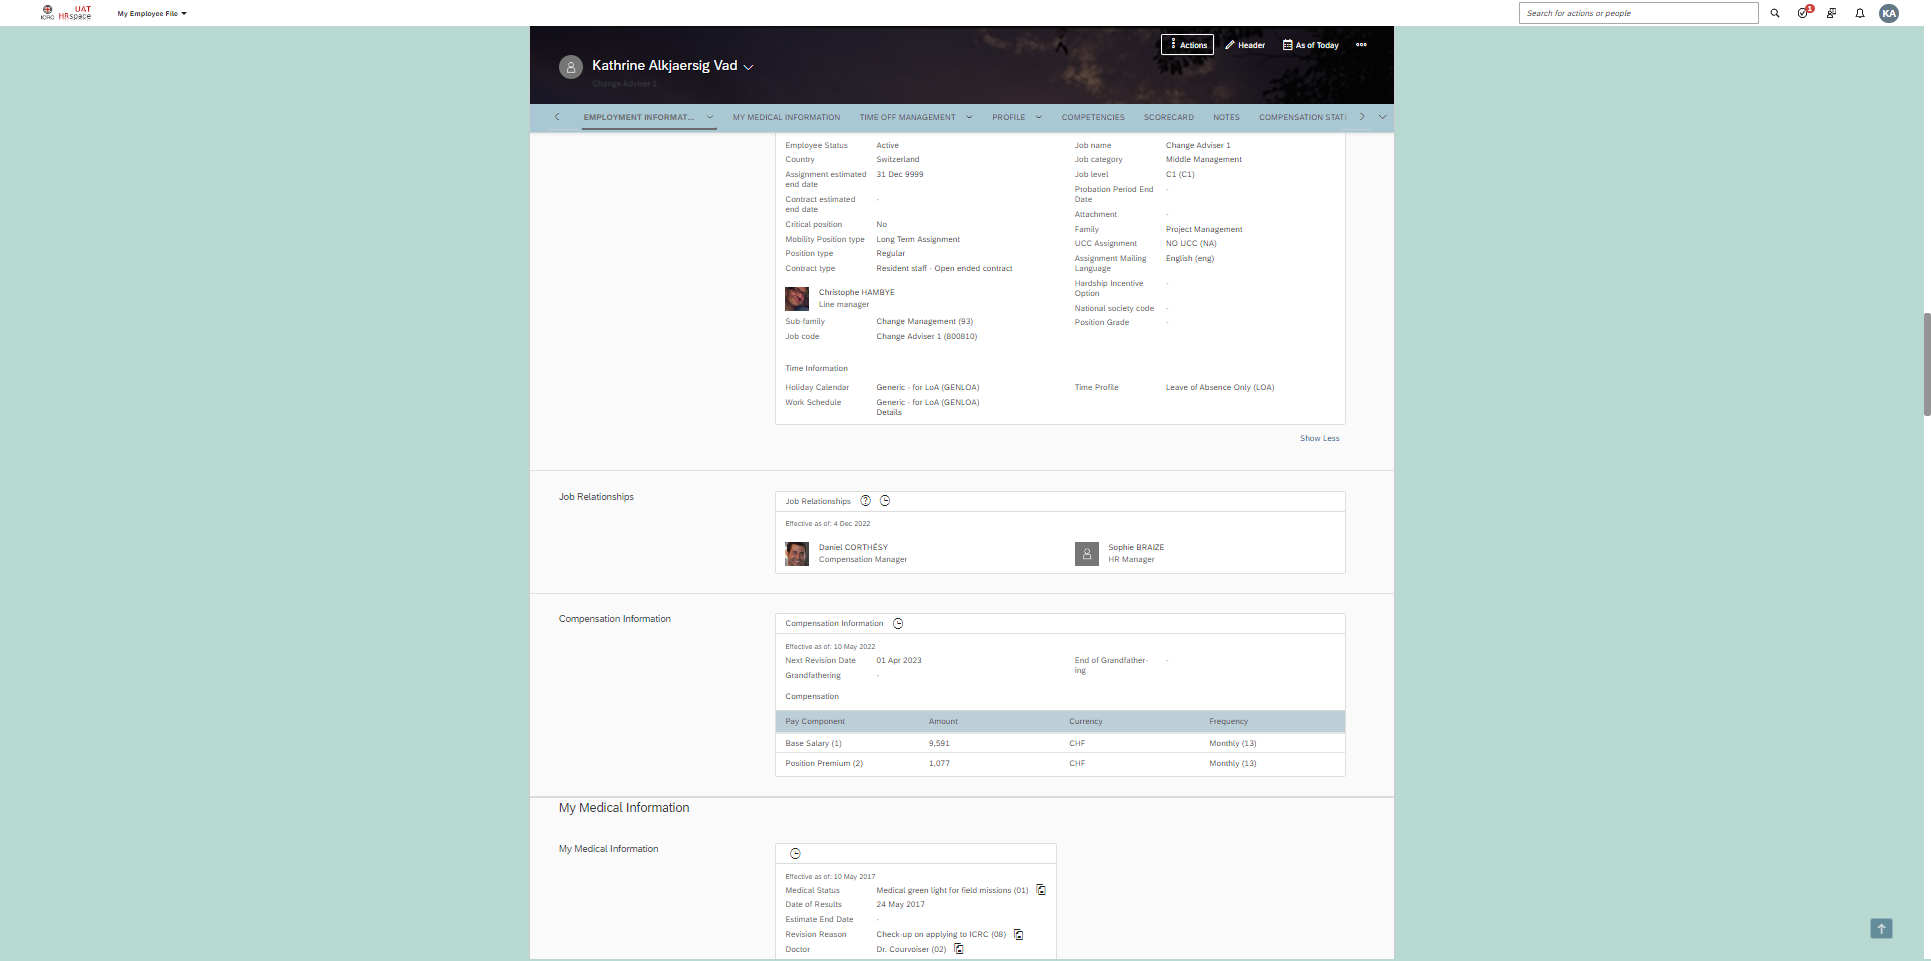 ICRC UAT HRspace My Employee File Search for actions or people 1 KA
Actions Header As of Today
Kathrine Alkjaersig Vad
Change Adviser 1
EMPLOYMENT INFORMAT... MY MEDICAL INFORMATION TIME OFF MANAGEMENT PROFILE COMPETENCIES SCORECARD NOTES COMPENSATION STAT
Employee Status Active
Country Switzerland
Assignment estimated end date 31 Dec 9999
Contract estimated end date -
Critical position No
Mobility Position type Long Term Assignment
Position type Regular
Contract type Resident staff - Open ended contract
Christophe HAMBYE
Line manager
Sub-family Change Management (93)
Job code Change Adviser 1 (800810)
Job name Change Adviser 1
Job category Middle Management
Job level C1 (C1)
Probation Period End Date -
Attachment -
Family Project Management
UCC Assignment NO UCC (NA)
Assignment Mailing Language English (eng)
Hardship Incentive Option -
National society code -
Position Grade -
Time Information
Holiday Calendar Generic - for LoA (GENLOA) Time Profile Leave of Absence Only (LOA)
Work Schedule Generic - for LoA (GENLOA)
Details
Show Less
Job Relationships
Job Relationships
Effective as of: 4 Dec 2022
Daniel CORTHÉSY
Compensation Manager
Sophie BRAIZE
HR Manager
Compensation Information
Compensation Information
Effective as of: 10 May 2022
Next Revision Date 01 Apr 2023 End of Grandfather-
ing -
Grandfathering -
Compensation
Pay Component Amount Currency Frequency
Base Salary (1) 9,591 CHF Monthly (13)
Position Premium (2) 1,077 CHF Monthly (13)
My Medical Information
My Medical Information
Effective as of: 10 May 2017
Medical Status Medical green light for field missions (01)
Date of Results 24 May 2017
Estimate End Date -
Revision Reason Check-up on applying to ICRC (08)
Doctor Dr. Courvoiser (02)